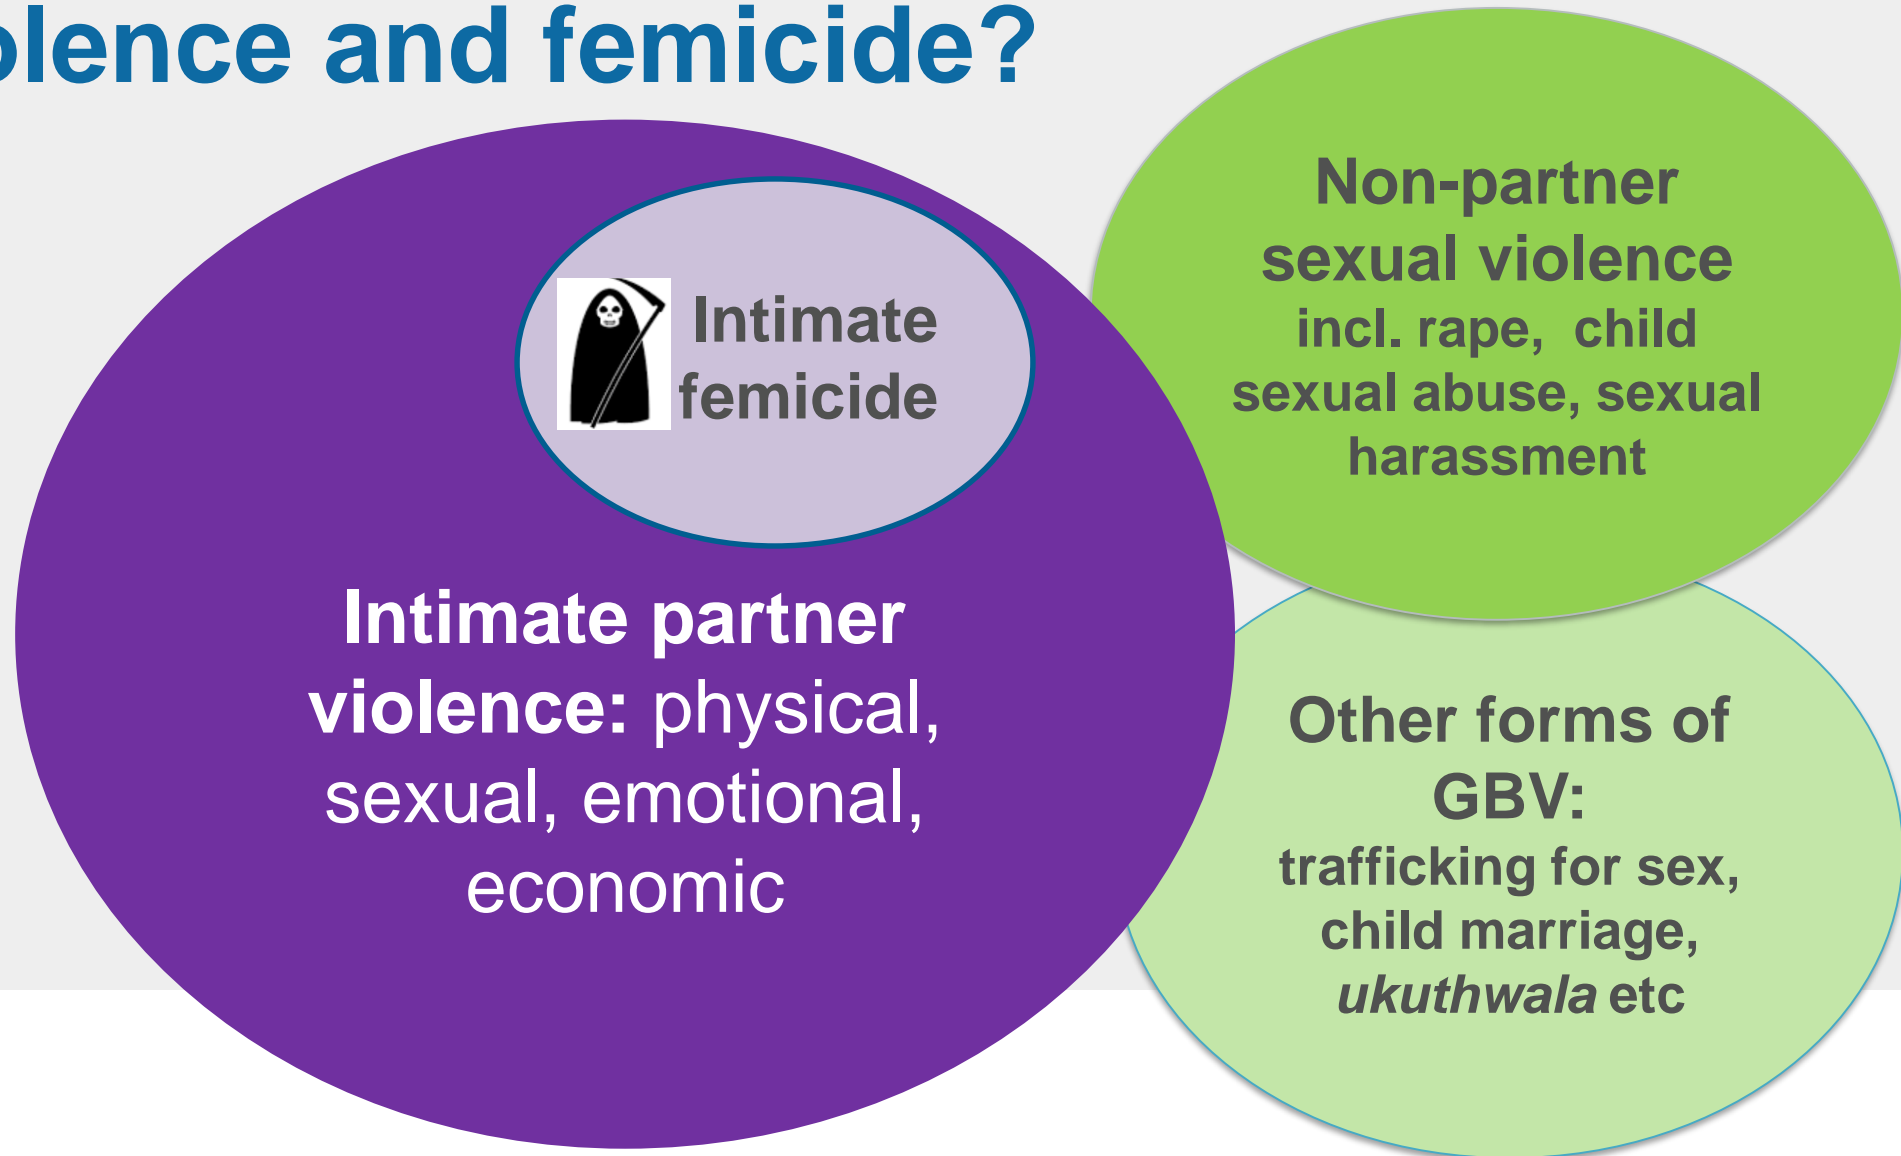 olence and femicide?
Intimate
femicide
Intimate partner
violence: physical,
sexual, emotional,
economic
Non-partner
sexual violence
incl. rape, child
sexual abuse, sexual
harassment
Other forms of
GBV:
trafficking for sex,
child marriage,
ukuthwala etc